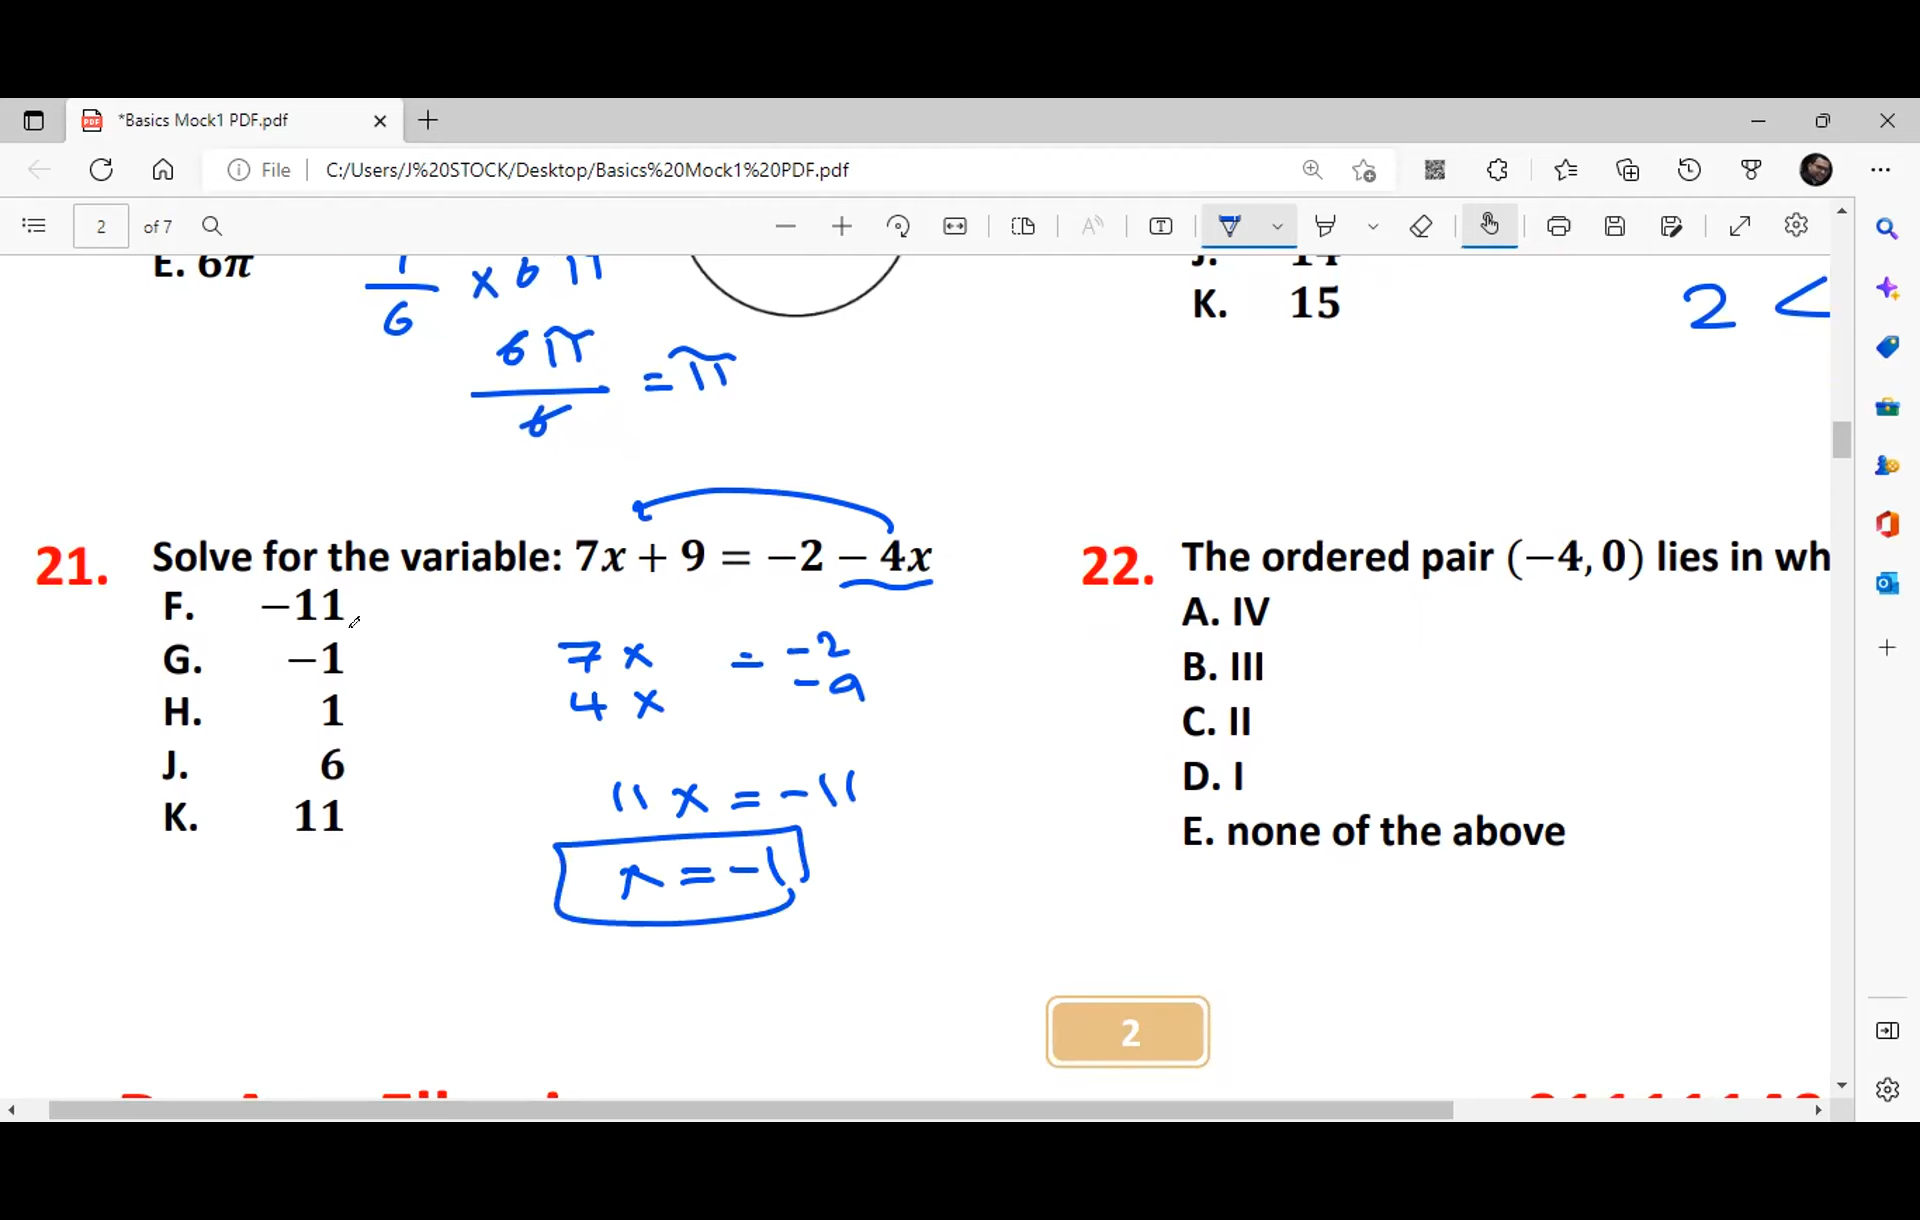 *Basics Mock1 PDF.pdf
File
C:/Users/J%20STOCK/Desktop/Basics%20Mock1%20PDF.pdf
2 of 7
E. 6π
1/6 × 6π
6π/6 = π
K. 15
2 <
21. Solve for the variable: 7x + 9 = −2 − 4x
F. −11
G. −1
H. 1
J. 6
K. 11
7x = -2
4x -9
11x = -11
x = -1
22. The ordered pair (−4, 0) lies in wh
A. IV
B. III
C. II
D. I
E. none of the above
2